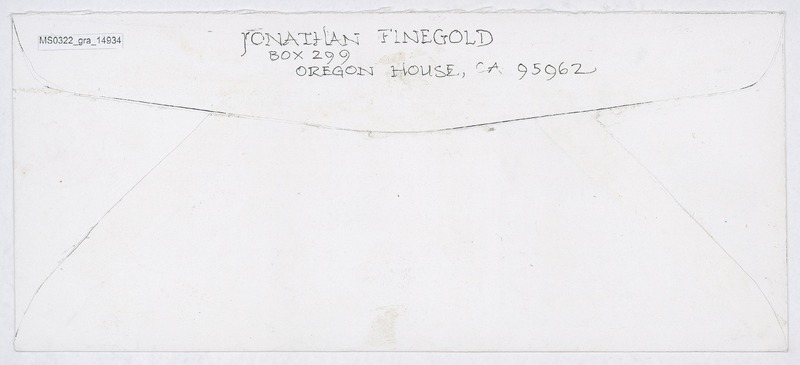 MS0322_gra_14934
JONATHAN FINEGOLD
BOX 299
OREGON HOUSE, CA. 95962